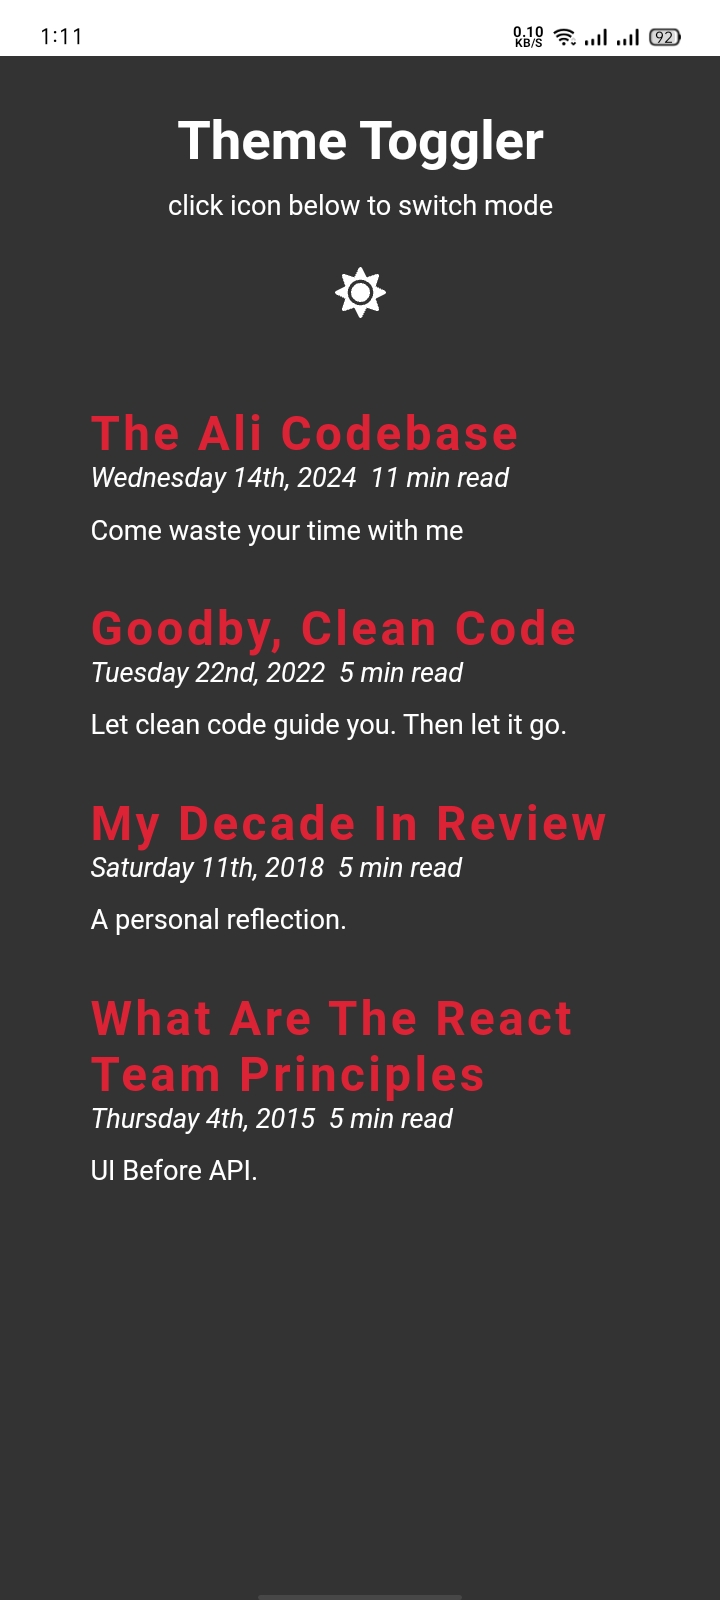 1:11
0.10
KB/S
92
Theme Toggler
click icon below to switch mode
The Ali Codebase
Wednesday 14th, 2024 11 min read
Come waste your time with me
Goodby, Clean Code
Tuesday 22nd, 2022 5 min read
Let clean code guide you. Then let it go.
My Decade In Review
Saturday 11th, 2018 5 min read
A personal reflection.
What Are The React
Team Principles
Thursday 4th, 2015 5 min read
UI Before API.